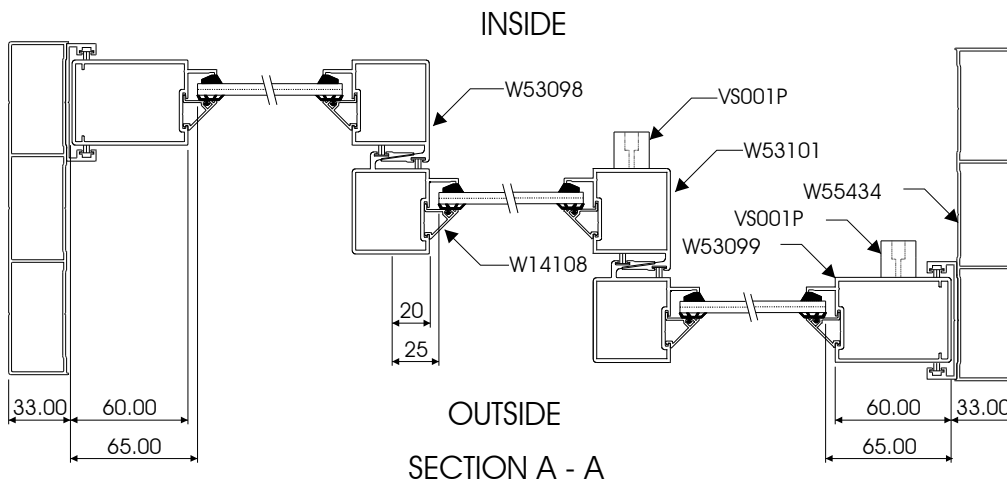 INSIDE
W53098
VS001P
W53101
W55434
VS001P
W53099
W14108
20
25
33.00
60.00
65.00
OUTSIDE
60.00
33.00
65.00
SECTION A - A